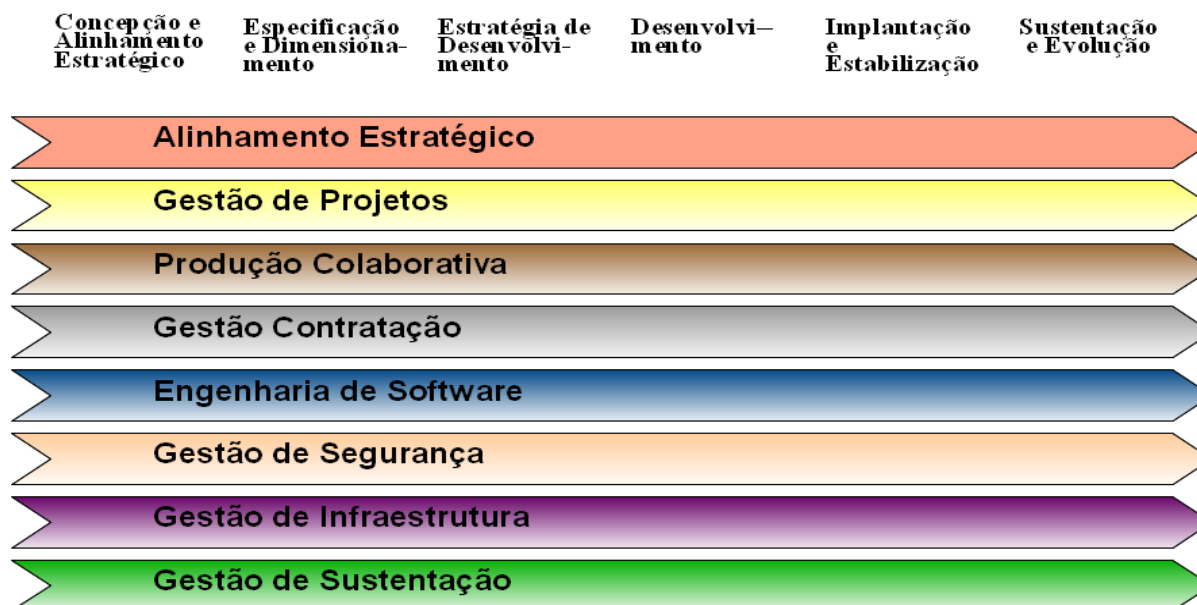 Concepção e
Alinhamento
Estratégico
Especificação
e Dimensiona-
mento
Estratégia de
Desenvolvi-
mento
Desenvolvi—
mento
Implantação
e
Estabilização
Sustentação
e Evolução
Alinhamento Estratégico
Gestão de Projetos
Produção Colaborativa
Gestão Contratação
Engenharia de Software
Gestão de Segurança
Gestão de Infraestrutura
Gestão de Sustentação